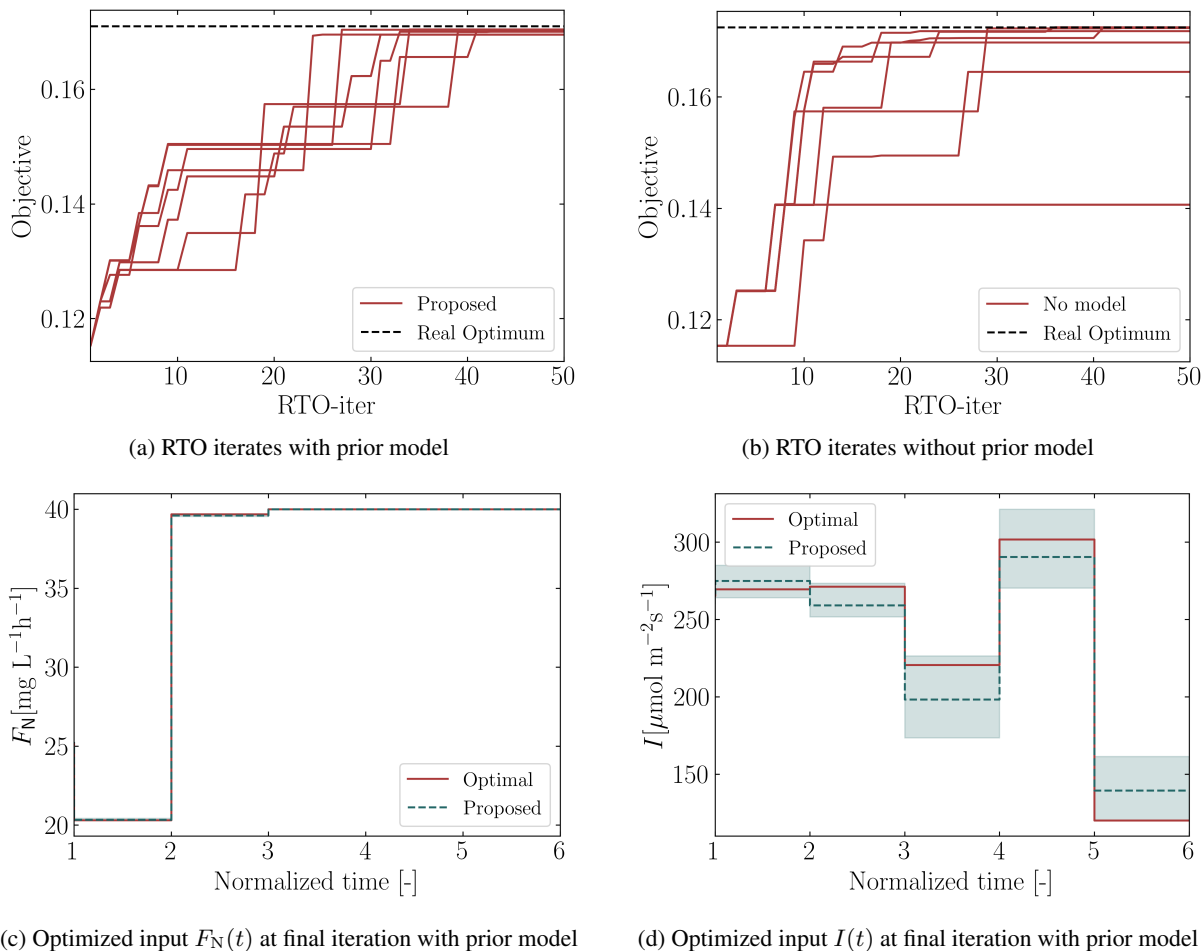 0.16
0.14
0.12
Objective
Proposed
Real Optimum
10 20 30 40 50
RTO-iter
(a) RTO iterates with prior model
0.16
0.14
0.12
Objective
No model
Real Optimum
10 20 30 40 50
RTO-iter
(b) RTO iterates without prior model
40
35
30
25
20
F_N[mg L⁻¹h⁻¹]
Optimal
Proposed
1 2 3 4 5 6
Normalized time [-]
(c) Optimized input F_N(t) at final iteration with prior model
300
250
200
150
I[μmol m⁻²s⁻¹]
Optimal
Proposed
1 2 3 4 5 6
Normalized time [-]
(d) Optimized input I(t) at final iteration with prior model